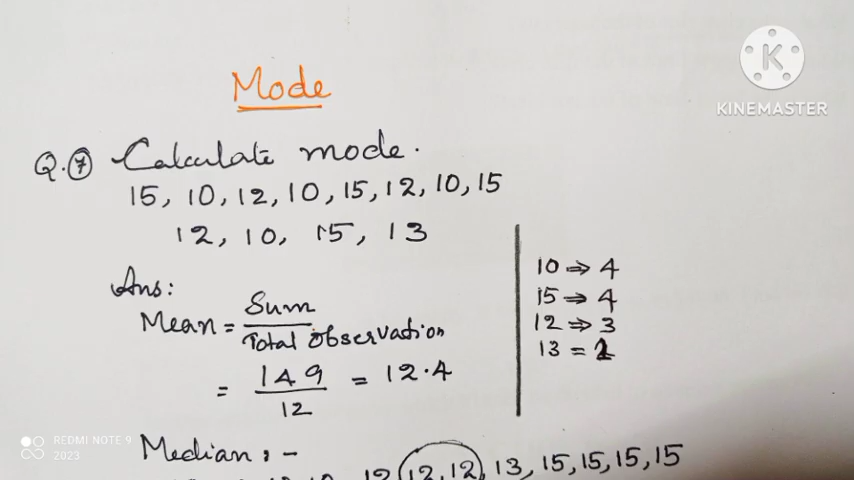 KINEMASTER
Mode
Q.7 Calculate mode.
15, 10, 12, 10, 15, 12, 10, 15
12, 10, 15, 13
Ans:
Mean = Sum / Total observation
= 149 / 12 = 12.4
10 ⇒ 4
15 ⇒ 4
12 ⇒ 3
13 = 1
Median : -
12, 12, 12, 13, 15, 15, 15, 15
REDMI NOTE 9
2023